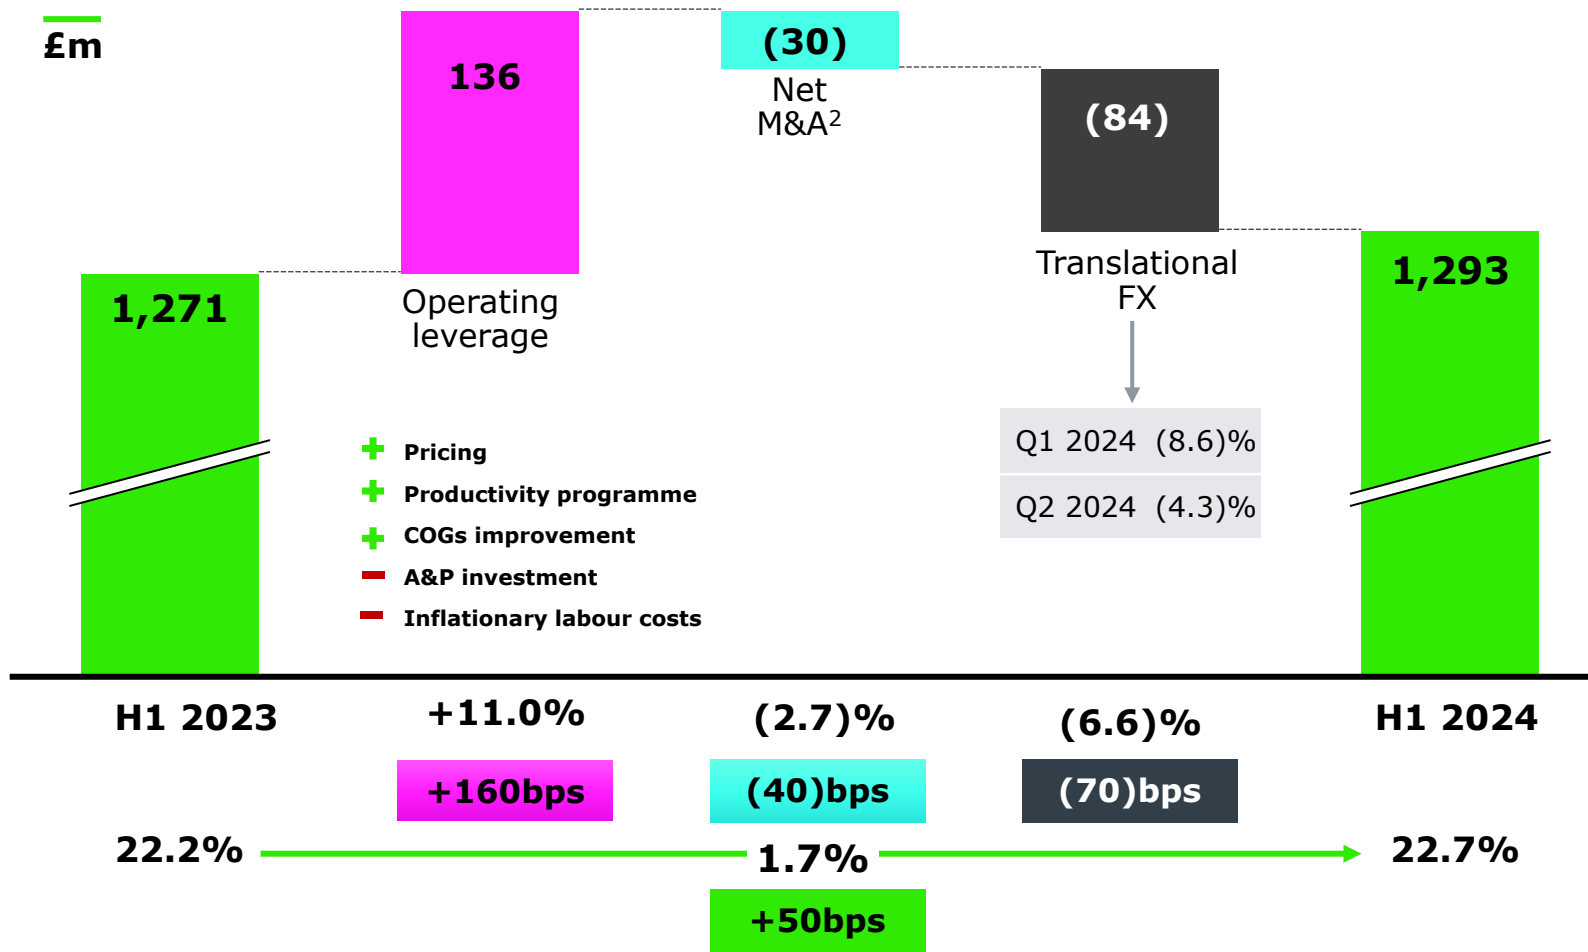 £m
136
(30)
Net
M&A²
(84)
1,271
Operating
leverage
Translational
FX
1,293
Q1 2024 (8.6)%
Q2 2024 (4.3)%
+ Pricing
+ Productivity programme
+ COGs improvement
- A&P investment
- Inflationary labour costs
H1 2023 +11.0% (2.7)% (6.6)% H1 2024
+160bps (40)bps (70)bps
22.2% 1.7% 22.7%
+50bps